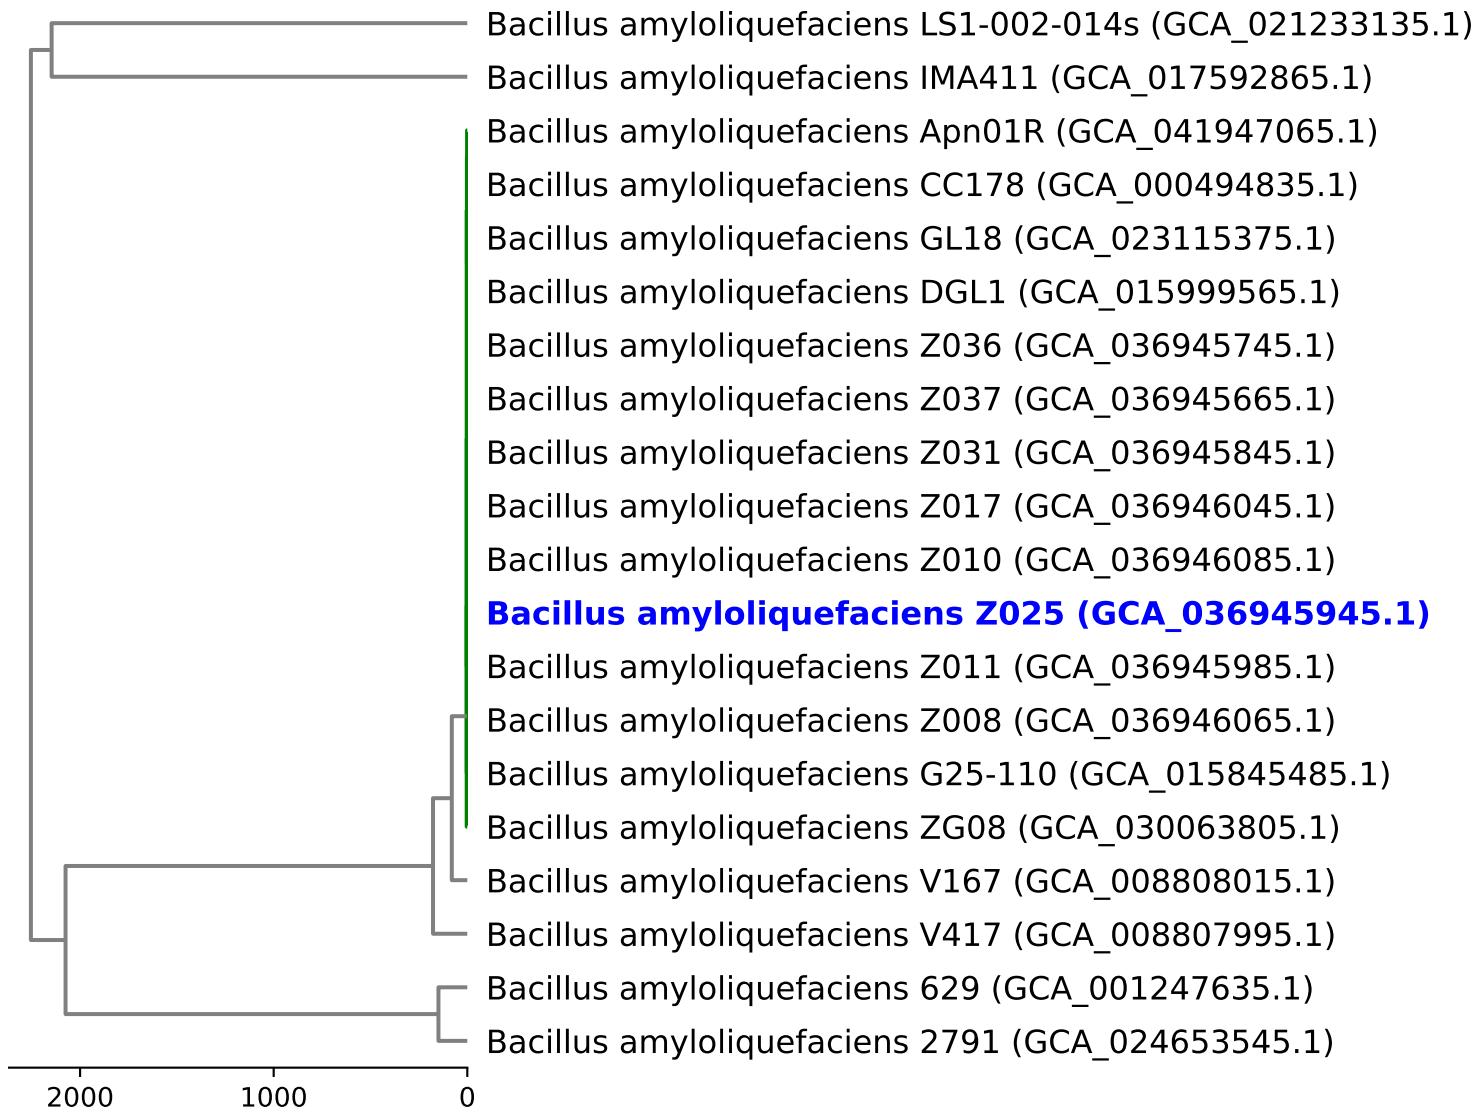 Bacillus amyloliquefaciens LS1-002-014s (GCA_021233135.1)
Bacillus amyloliquefaciens IMA411 (GCA_017592865.1)
Bacillus amyloliquefaciens Apn01R (GCA_041947065.1)
Bacillus amyloliquefaciens CC178 (GCA_000494835.1)
Bacillus amyloliquefaciens GL18 (GCA_023115375.1)
Bacillus amyloliquefaciens DGL1 (GCA_015999565.1)
Bacillus amyloliquefaciens Z036 (GCA_036945745.1)
Bacillus amyloliquefaciens Z037 (GCA_036945665.1)
Bacillus amyloliquefaciens Z031 (GCA_036945845.1)
Bacillus amyloliquefaciens Z017 (GCA_036946045.1)
Bacillus amyloliquefaciens Z010 (GCA_036946085.1)
Bacillus amyloliquefaciens Z025 (GCA_036945945.1)
Bacillus amyloliquefaciens Z011 (GCA_036945985.1)
Bacillus amyloliquefaciens Z008 (GCA_036946065.1)
Bacillus amyloliquefaciens G25-110 (GCA_015845485.1)
Bacillus amyloliquefaciens ZG08 (GCA_030063805.1)
Bacillus amyloliquefaciens V167 (GCA_008808015.1)
Bacillus amyloliquefaciens V417 (GCA_008807995.1)
Bacillus amyloliquefaciens 629 (GCA_001247635.1)
Bacillus amyloliquefaciens 2791 (GCA_024653545.1)
2000 1000 0